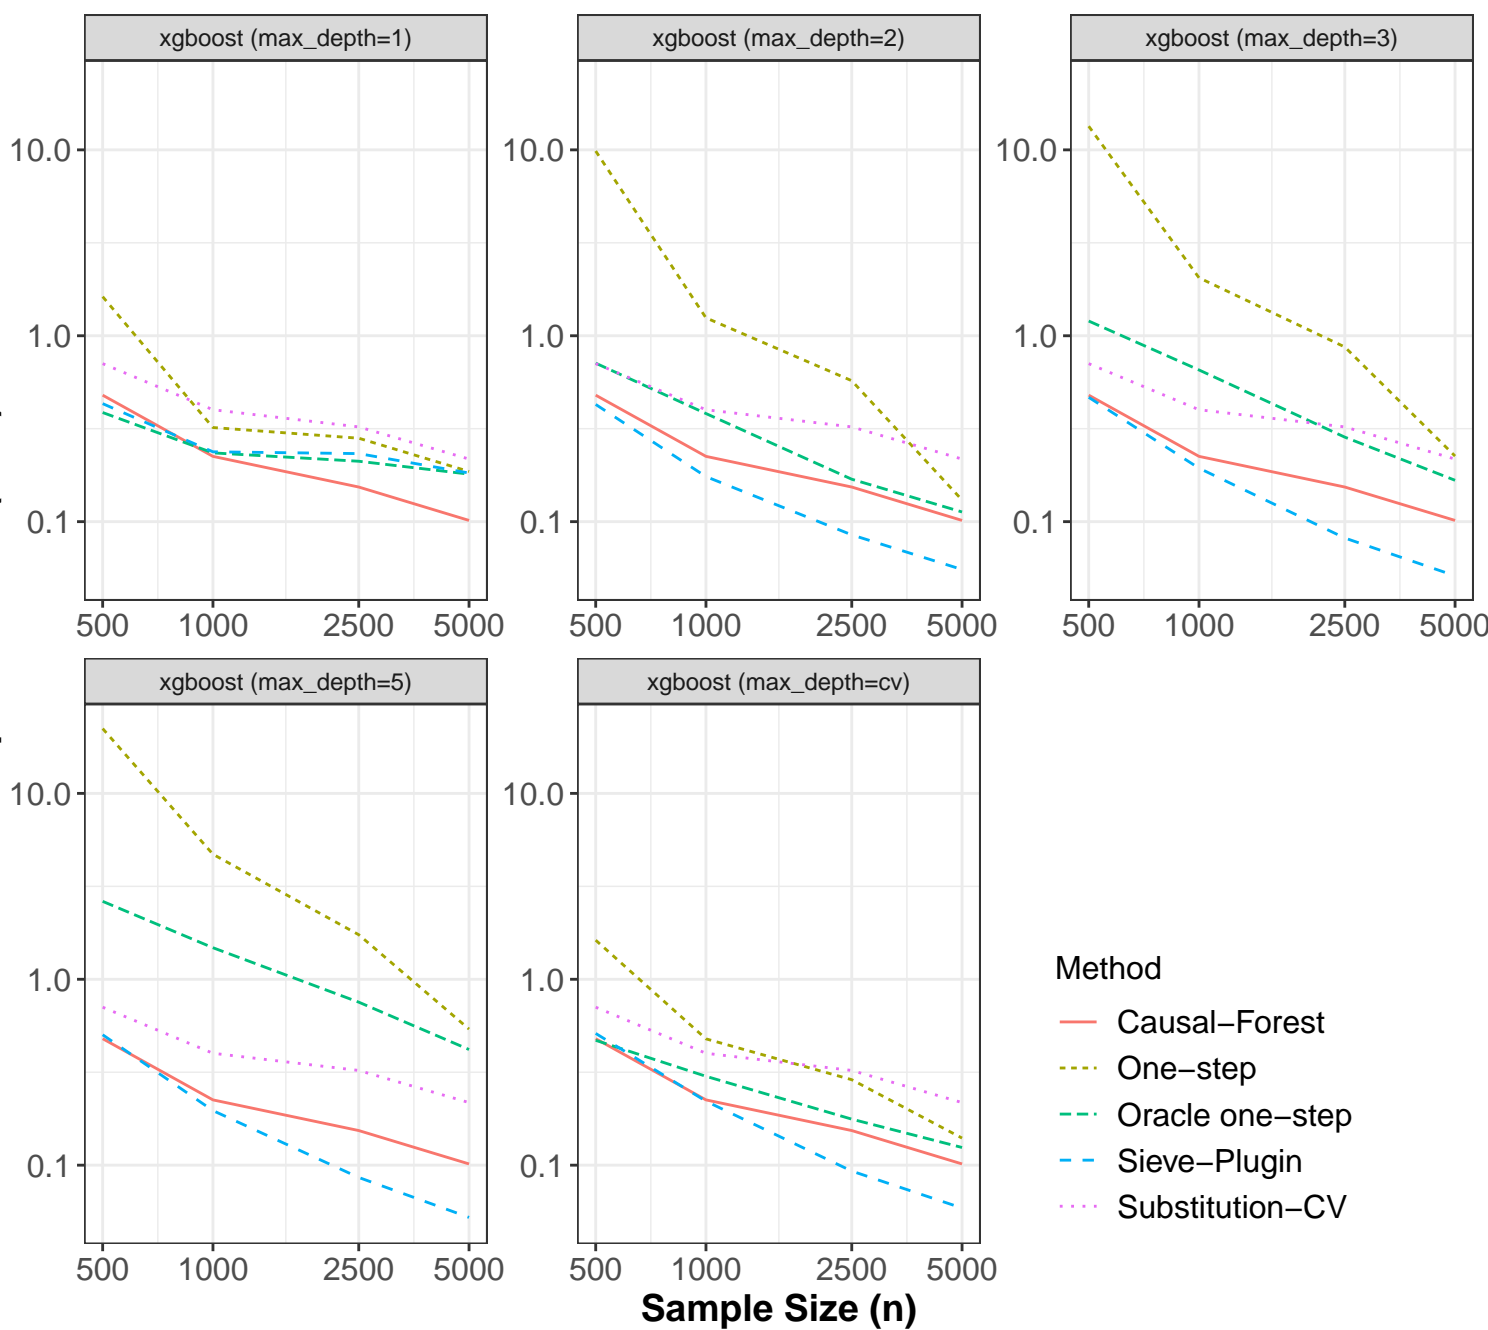 xgboost (max_depth=1)
xgboost (max_depth=2)
xgboost (max_depth=3)
10.0
1.0
0.1
10.0
1.0
0.1
10.0
1.0
0.1
500 1000 2500 5000
500 1000 2500 5000
500 1000 2500 5000
xgboost (max_depth=5)
xgboost (max_depth=cv)
10.0
1.0
0.1
10.0
1.0
0.1
500 1000 2500 5000
500 1000 2500 5000
Sample Size (n)
Method
Causal−Forest
One−step
Oracle one−step
Sieve−Plugin
Substitution−CV